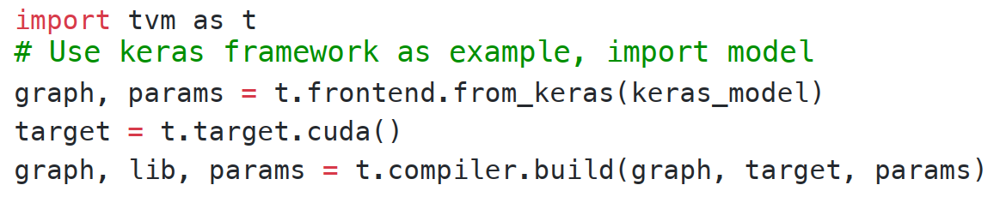 import tvm as t
# Use keras framework as example, import model
graph, params = t.frontend.from_keras(keras_model)
target = t.target.cuda()
graph, lib, params = t.compiler.build(graph, target, params)